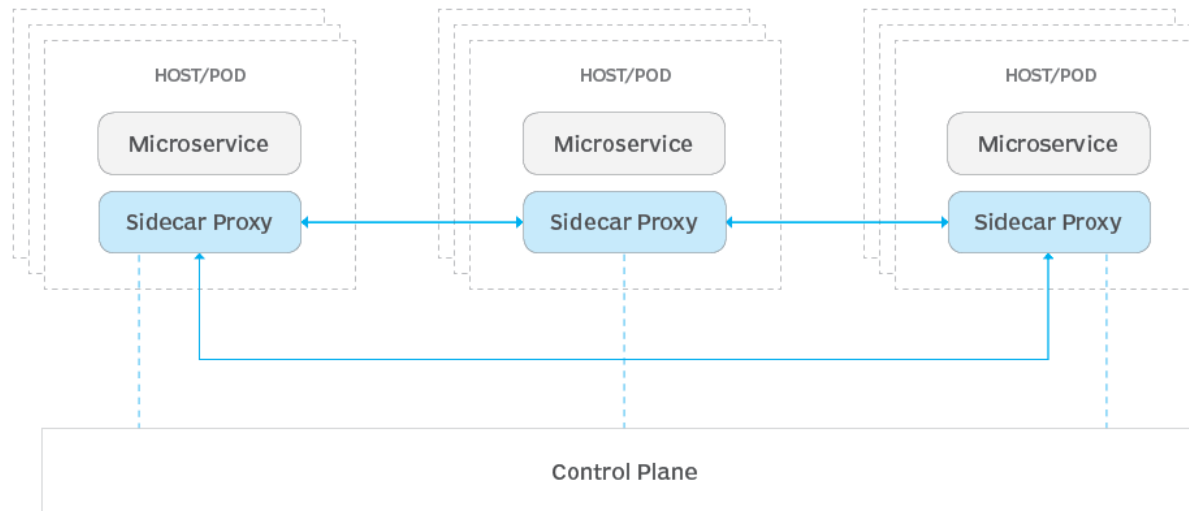 HOST/POD
HOST/POD
HOST/POD
Microservice
Microservice
Microservice
Sidecar Proxy
Sidecar Proxy
Sidecar Proxy
Control Plane